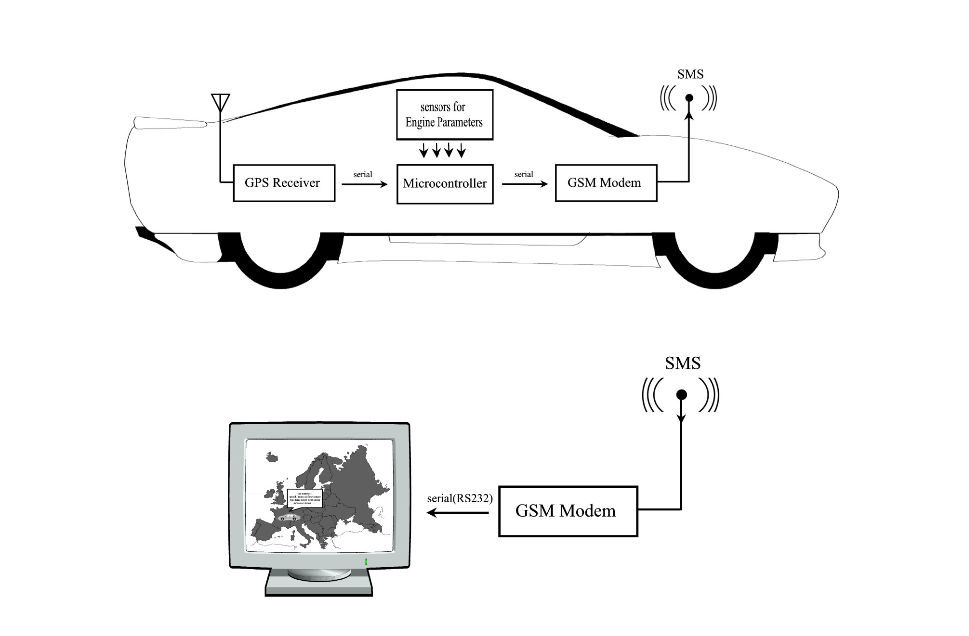 SMS
sensors for
Engine Parameters
GPS Receiver
serial
Microcontroller
serial
GSM Modem
SMS
serial(RS232)
GSM Modem